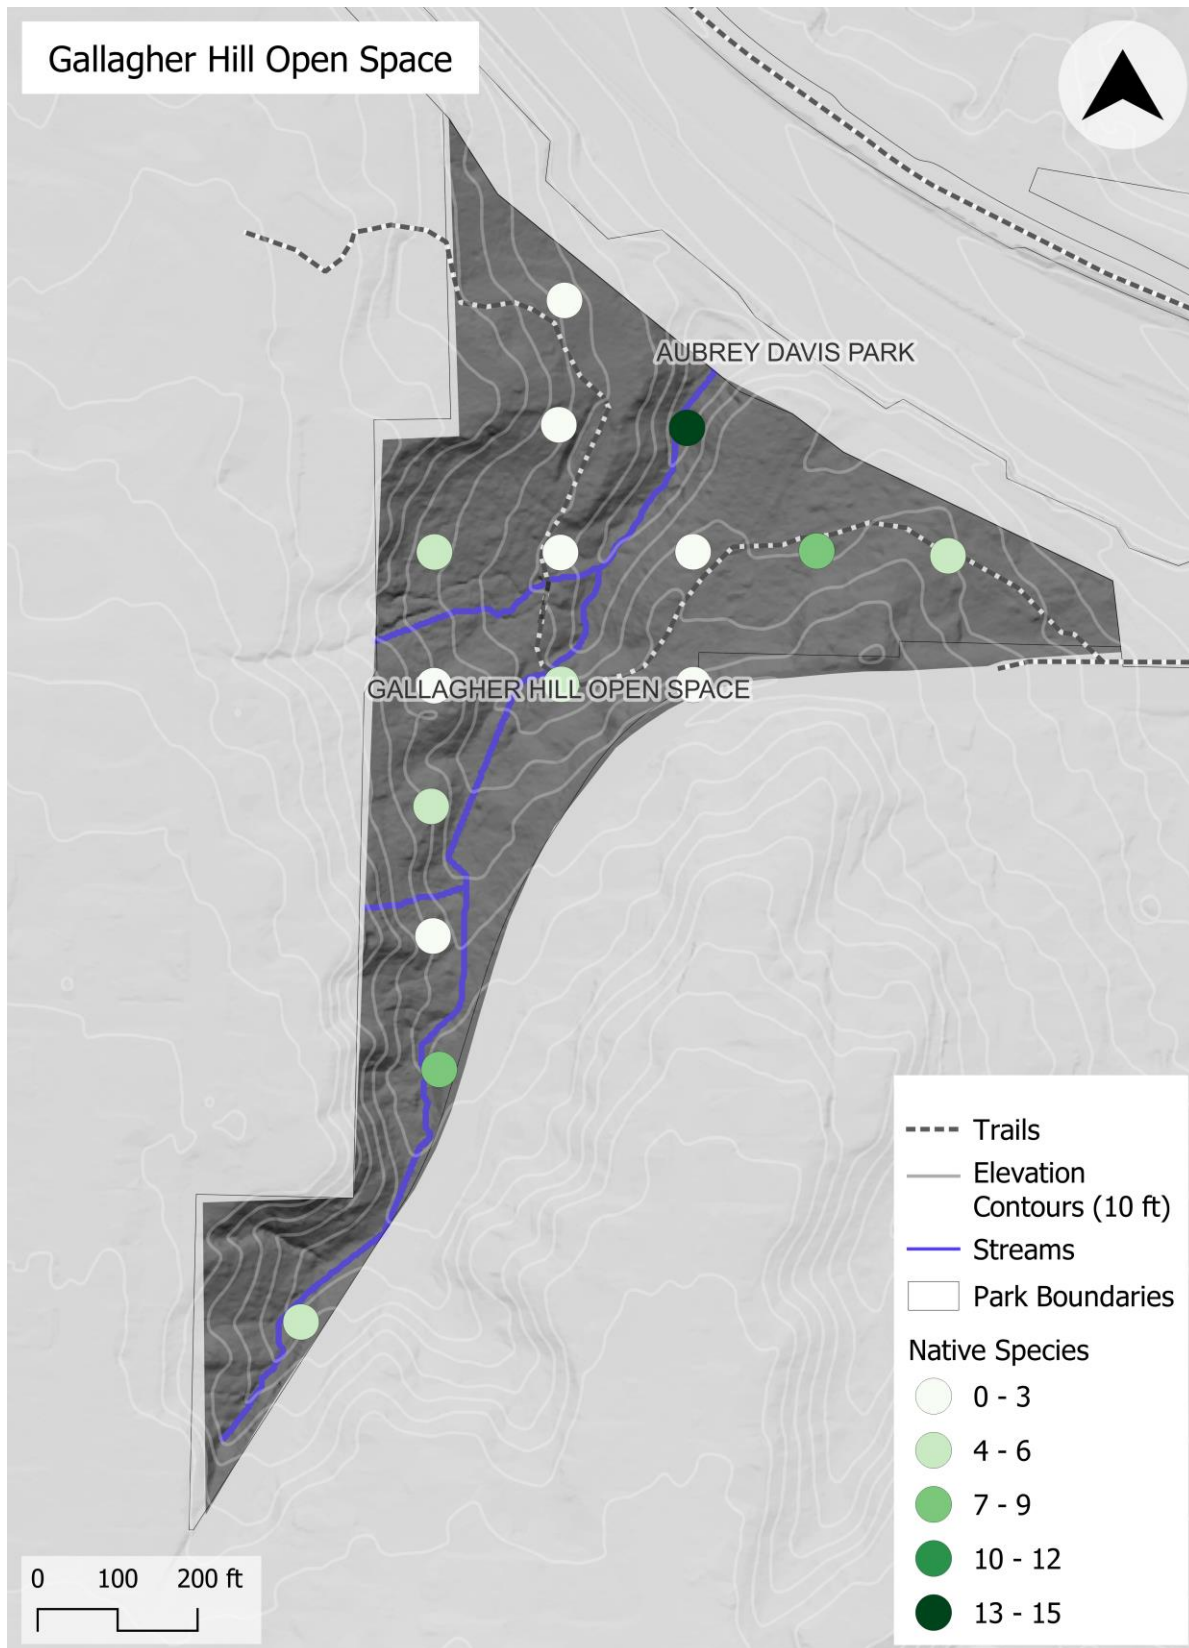 Gallagher Hill Open Space
AUBREY DAVIS PARK
GALLAGHER HILL OPEN SPACE
Trails
Elevation
Contours (10 ft)
Streams
Park Boundaries
Native Species
0 - 3
4 - 6
7 - 9
10 - 12
13 - 15
0 100 200 ft